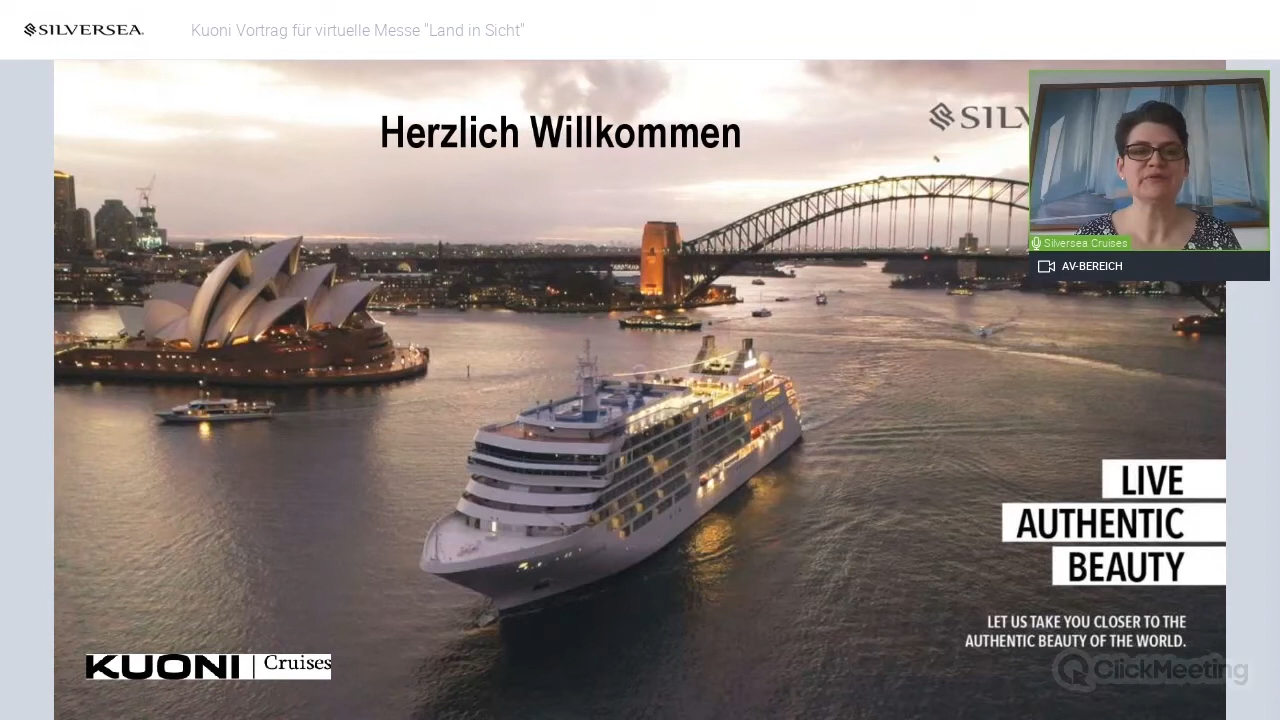 SILVERSEA
Kuoni Vortrag für virtuelle Messe "Land in Sicht"
Herzlich Willkommen
SILV
Silversea Cruises
AV-BEREICH
LIVE
AUTHENTIC
BEAUTY
LET US TAKE YOU CLOSER TO THE
AUTHENTIC BEAUTY OF THE WORLD.
KUONI | Cruises
ClickMeeting